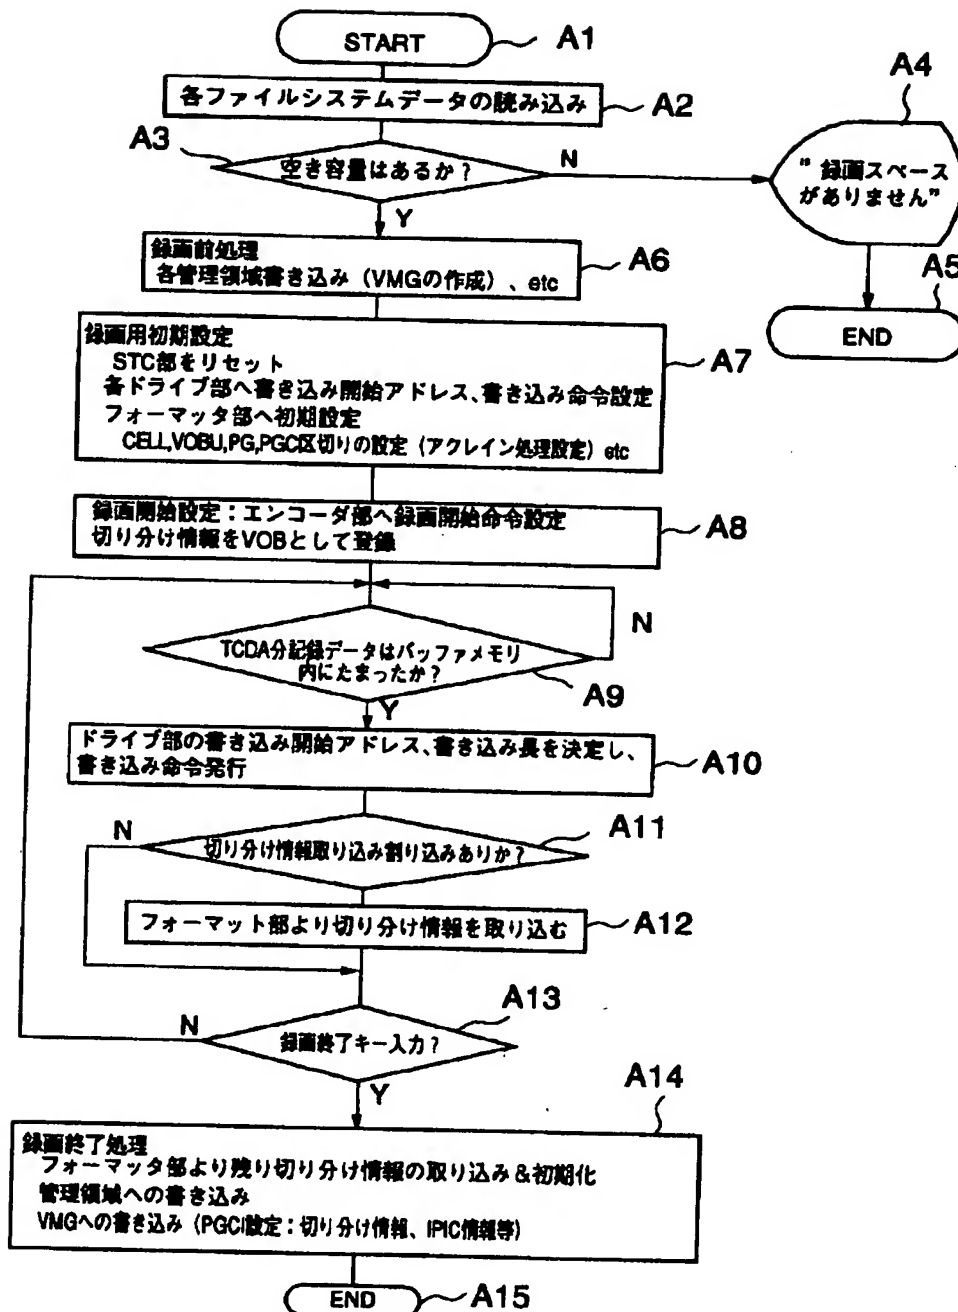 START
A1
各ファイルシステムデータの読み込み
A2
A3
空き容量はあるか？
N
Y
A4
”録画スペース
がありません”
A5
END
録画前処理
各管理領域書き込み（VMGの作成）、etc
A6
録画用初期設定
STC部をリセット
各ドライブ部へ書き込み開始アドレス、書き込み命令設定
フォーマッタ部へ初期設定
CELL,VOBU,PG,PGC区切りの設定（アクレイン処理設定）etc
A7
録画開始設定：エンコーダ部へ録画開始命令設定
切り分け情報をVOBとして登録
A8
N
TCDA分記録データはバッファメモリ
内にたまったか？
A9
Y
ドライブ部の書き込み開始アドレス、書き込み長を決定し、
書き込み命令発行
A10
N
切り分け情報取り込み割り込みありか？
A11
フォーマット部より切り分け情報を取り込む
A12
N
録画終了キー入力？
A13
Y
A14
録画終了処理
フォーマッタ部より残り切り分け情報の取り込み＆初期化
管理領域への書き込み
VMGへの書き込み（PGCI設定：切り分け情報、IPIC情報等）
END
A15